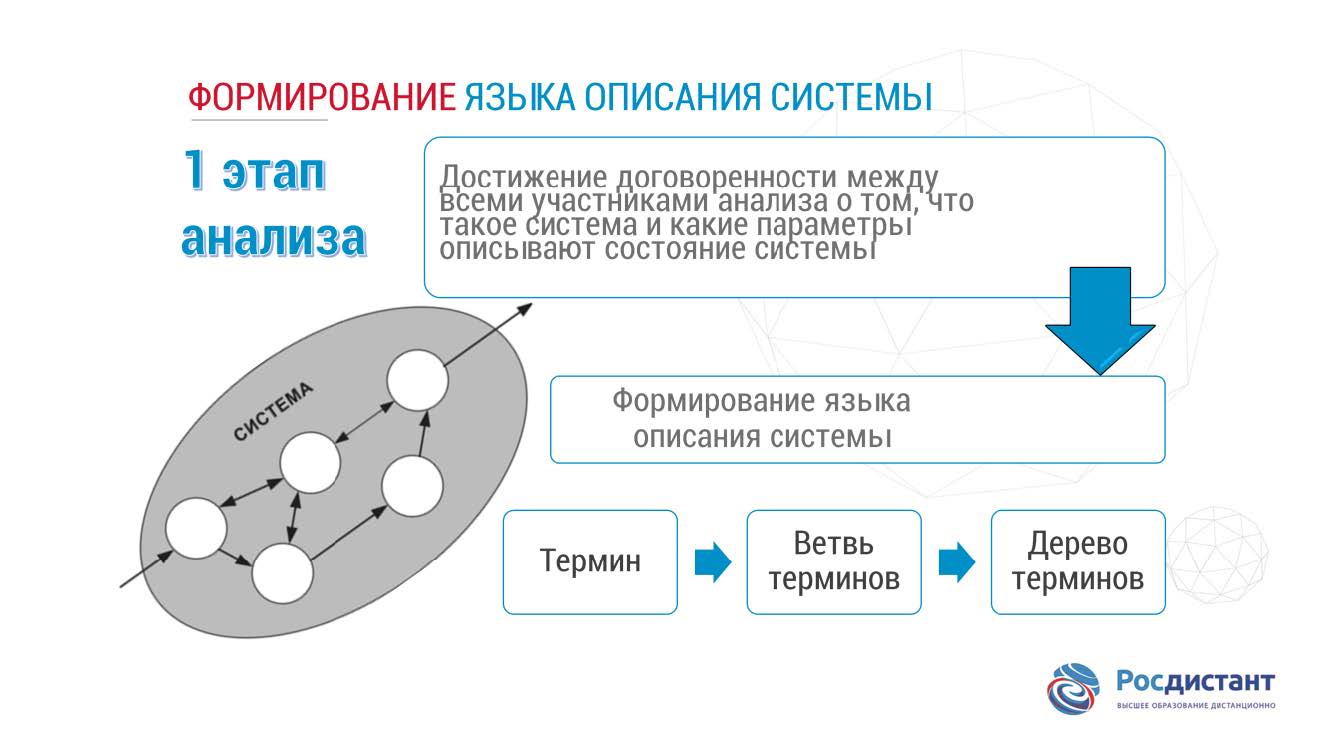 ФОРМИРОВАНИЕ ЯЗЫКА ОПИСАНИЯ СИСТЕМЫ
1 этап
анализа
Достижение договоренности между
всеми участниками анализа о том, что
такое система и какие параметры
описывают состояние системы
СИСТЕМА
Формирование языка
описания системы
Термин
Ветвь
терминов
Дерево
терминов
Росдистант
ВЫСШЕЕ ОБРАЗОВАНИЕ ДИСТАНЦИОННО